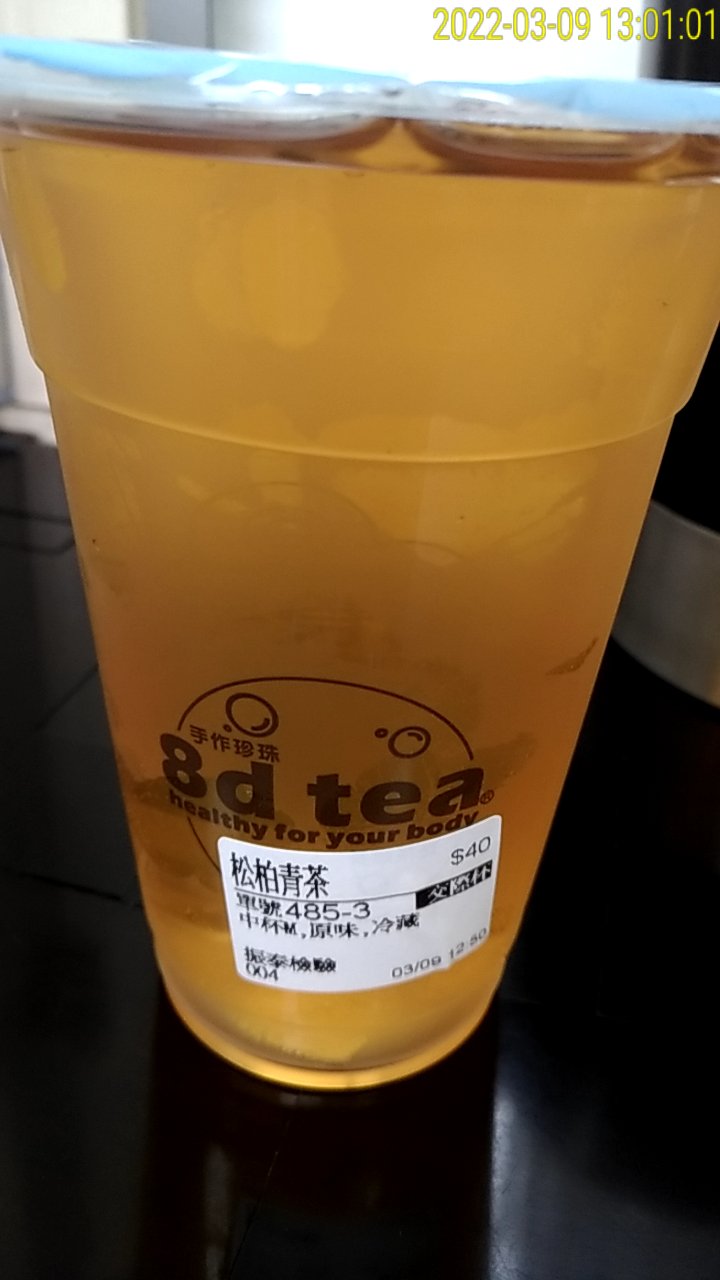 2022-03-09 13:01:01
手作珍珠
8d tea®
healthy for your body
松柏青茶
$40
單號485-3
中杯M,原味,冷藏
振泰檢驗
004
03/09 12:50